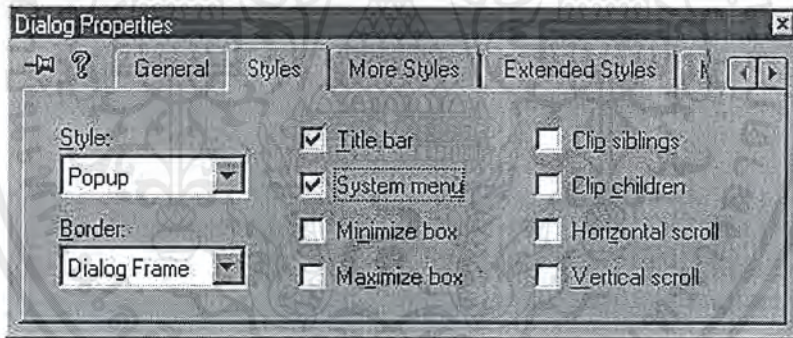 Dialog Properties
General Styles More Styles Extended Styles
Style:
Popup
Border:
Dialog Frame
Title bar
System menu
Minimize box
Maximize box
Clip siblings
Clip children
Horizontal scroll
Vertical scroll